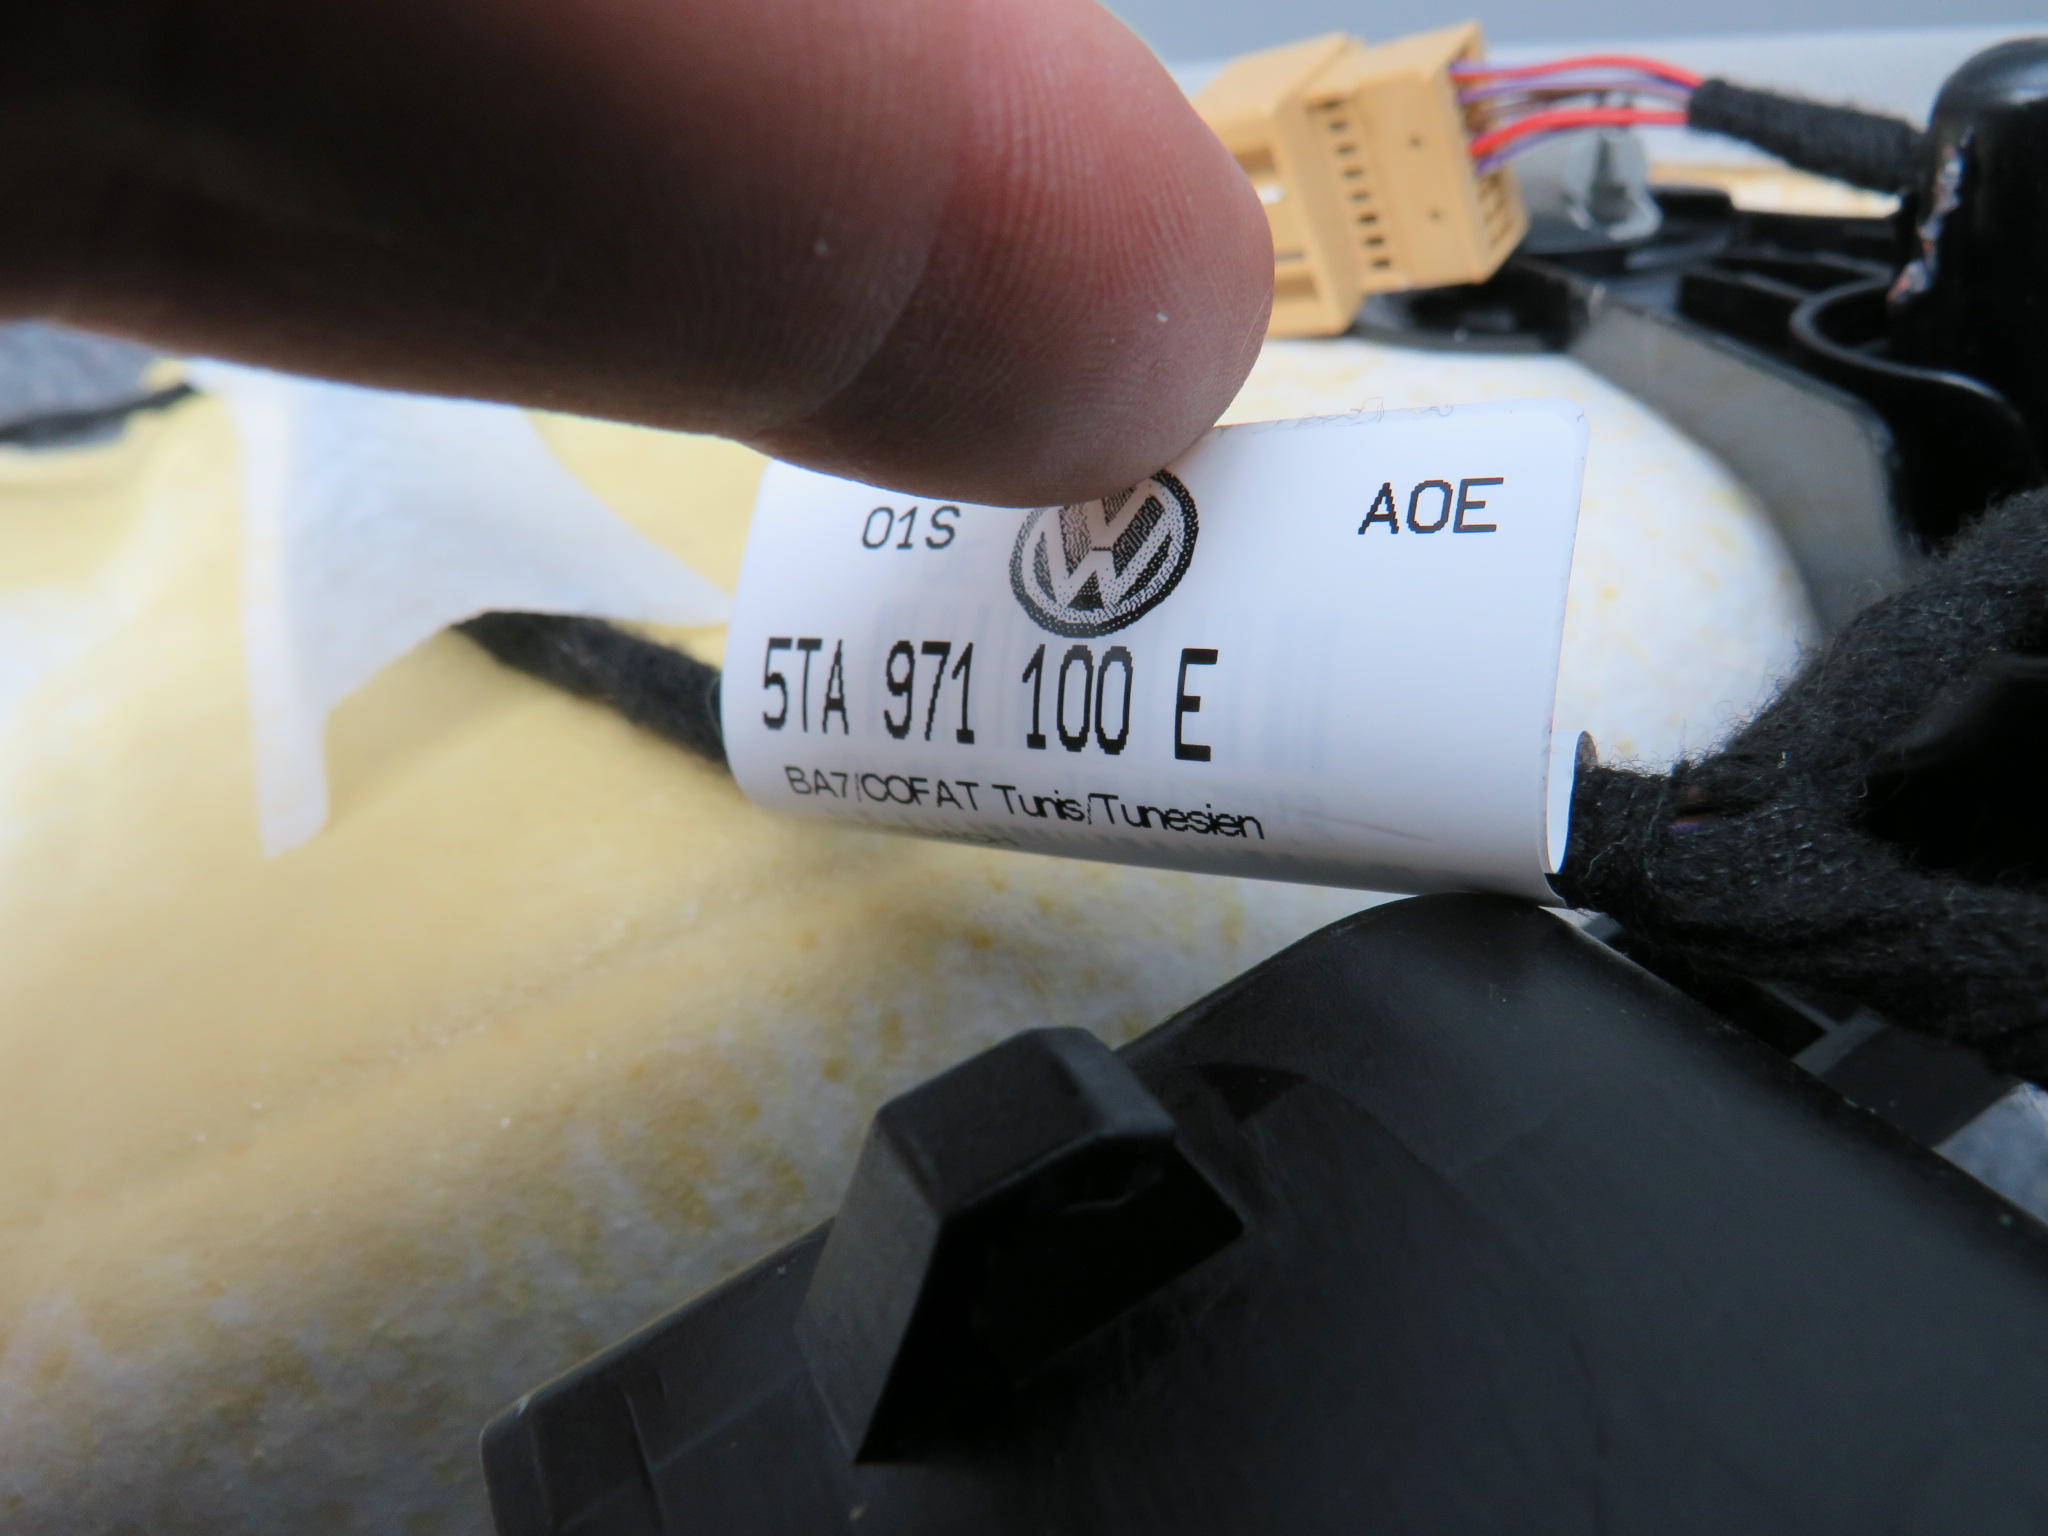 01S AOE
5TA 971 100 E
BA7/COFAT Tunis/Tunesien